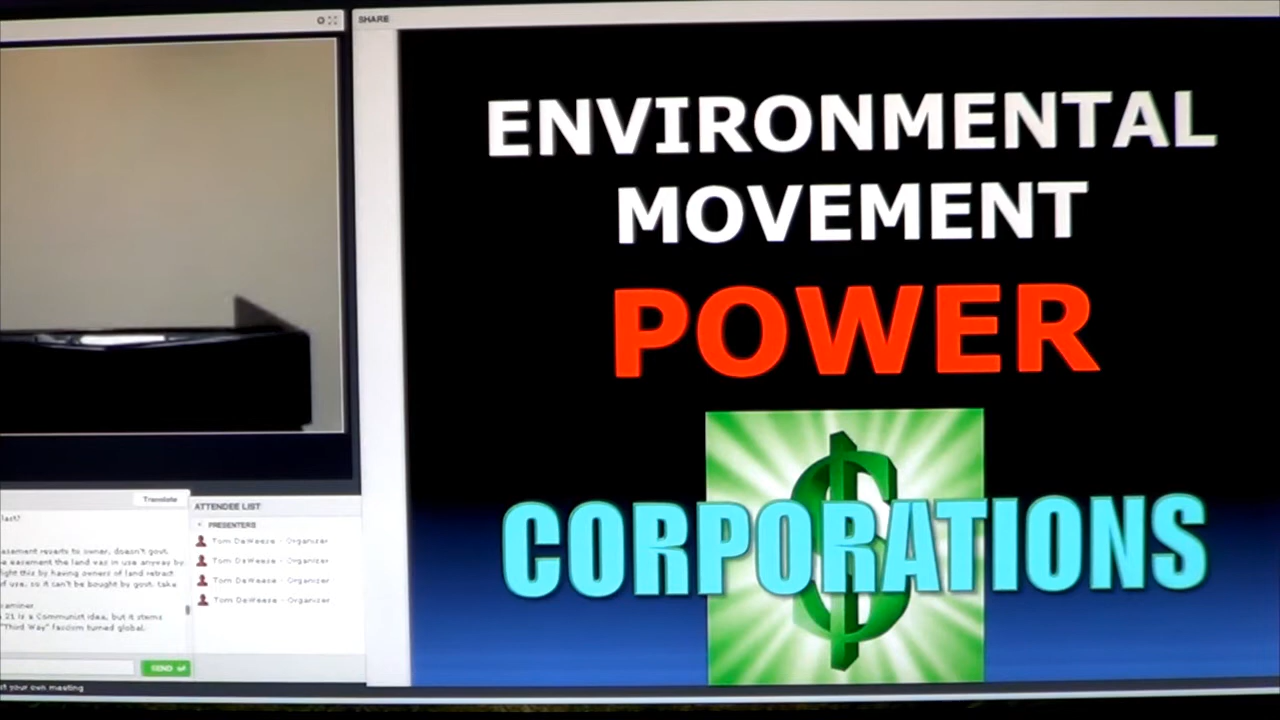 SHARE
ENVIRONMENTAL
MOVEMENT
POWER
CORPORATIONS
Translate
last?
easement reverts to owner, doesn't govt.
e easement the land was in use anyway by
ight this by having owners of land retract
of use, so it can't be bought by govt. take
xaminer
21 is a Communist idea, but it stems
"Third Way" fascism turned global.
SEND
ATTENDEE LIST
PRESENTERS
Tom DeWeese - Organizer
Tom DeWeese - Organizer
Tom DeWeese - Organizer
Tom DeWeese - Organizer
your own meeting